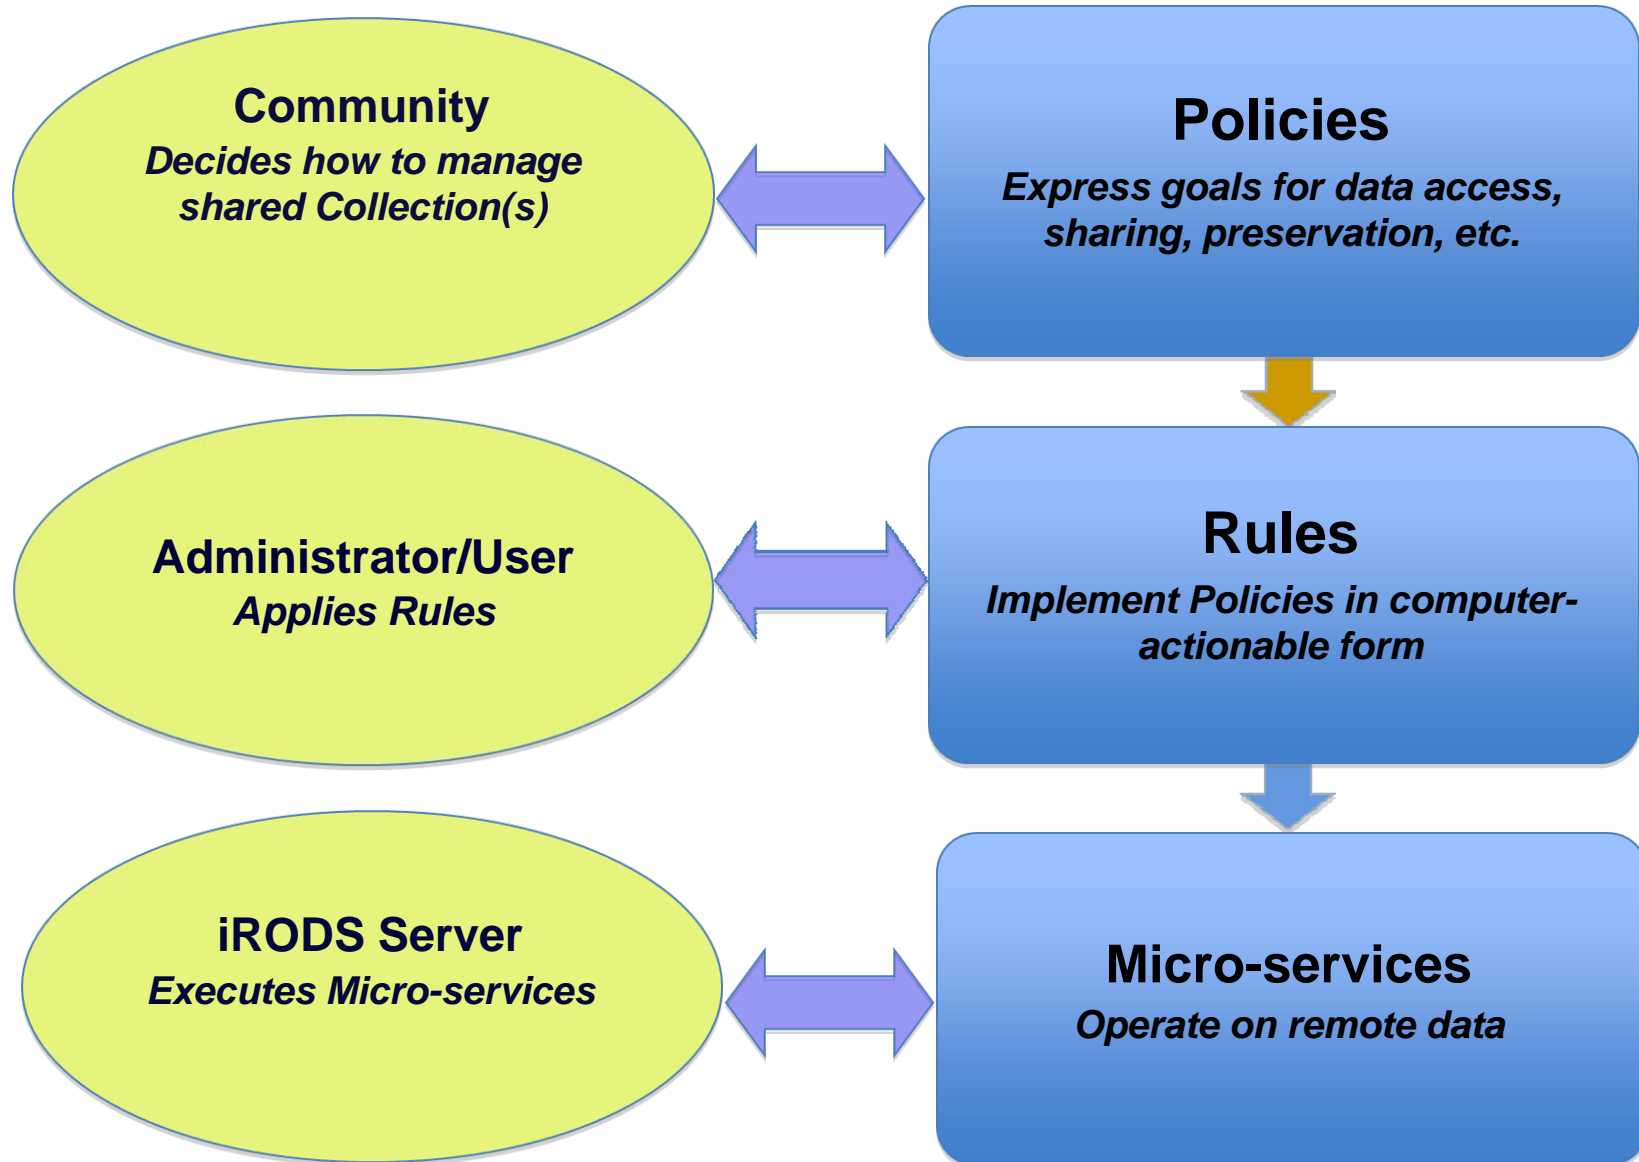 Community
Decides how to manage
shared Collection(s)
Policies
Express goals for data access,
sharing, preservation, etc.
Administrator/User
Applies Rules
Rules
Implement Policies in computer-
actionable form
iRODS Server
Executes Micro-services
Micro-services
Operate on remote data